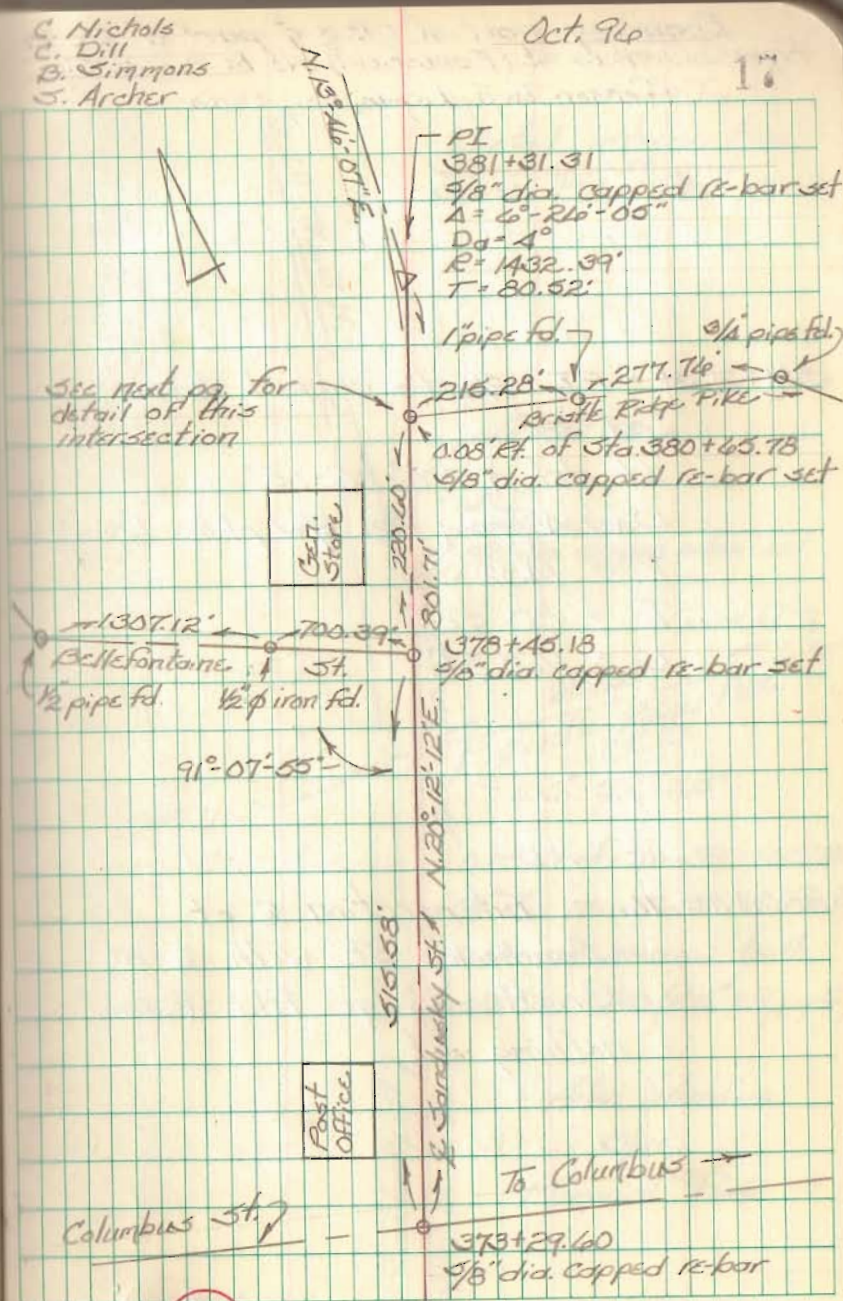 C. Nichols
C. Dill
B. Simmons
S. Archer
Oct. 96
17
N. 13°-46'-07" E.
PI
381+31.31
5/8" dia. capped re-bar set
Δ = 6°-26'-05"
Da = 4°
R = 1432.39'
T = 80.52'
1" pipe fd.
3/4" pipe fd.
216.28'
277.76'
Bristle Ridge Pike
See next pg. for
detail of this
intersection
0.08' Rt. of Sta. 380+65.78
5/8" dia. capped re-bar set
Gen.
Store
220.60'
801.71'
1307.12'
700.39'
Bellefontaine St.
378+45.18
5/8" dia. capped re-bar set
1/2" pipe fd.
1/2" φ iron fd.
91°-07'-55"
N. 20°-12'-12" E.
515.58'
℄ Sandusky St.
Post
Office
To Columbus
Columbus St.
373+29.60
5/8" dia. capped re-bar